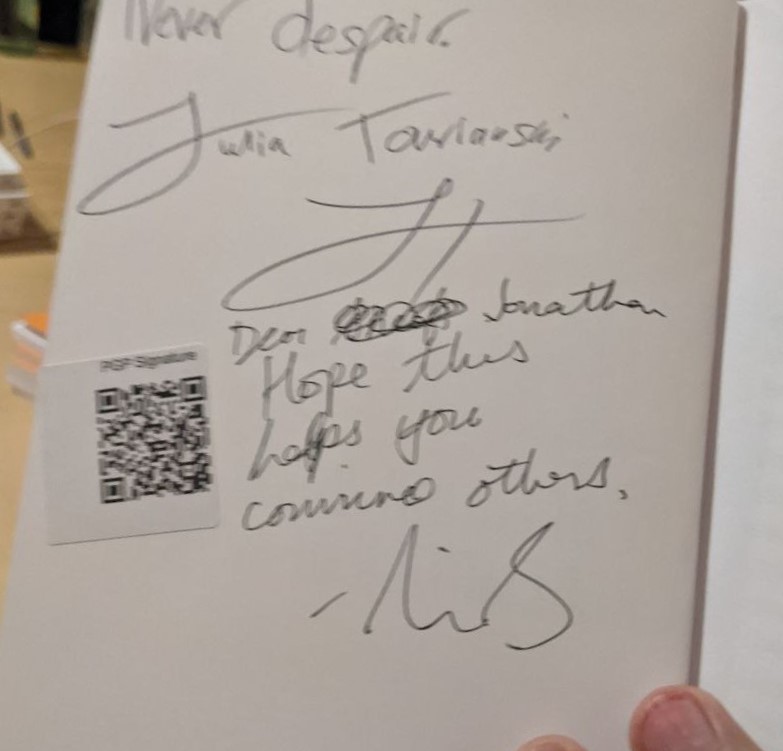 Never despair.
Julia
PGP Signature
Dear Jonathan
Hope this
helps you
convince others.